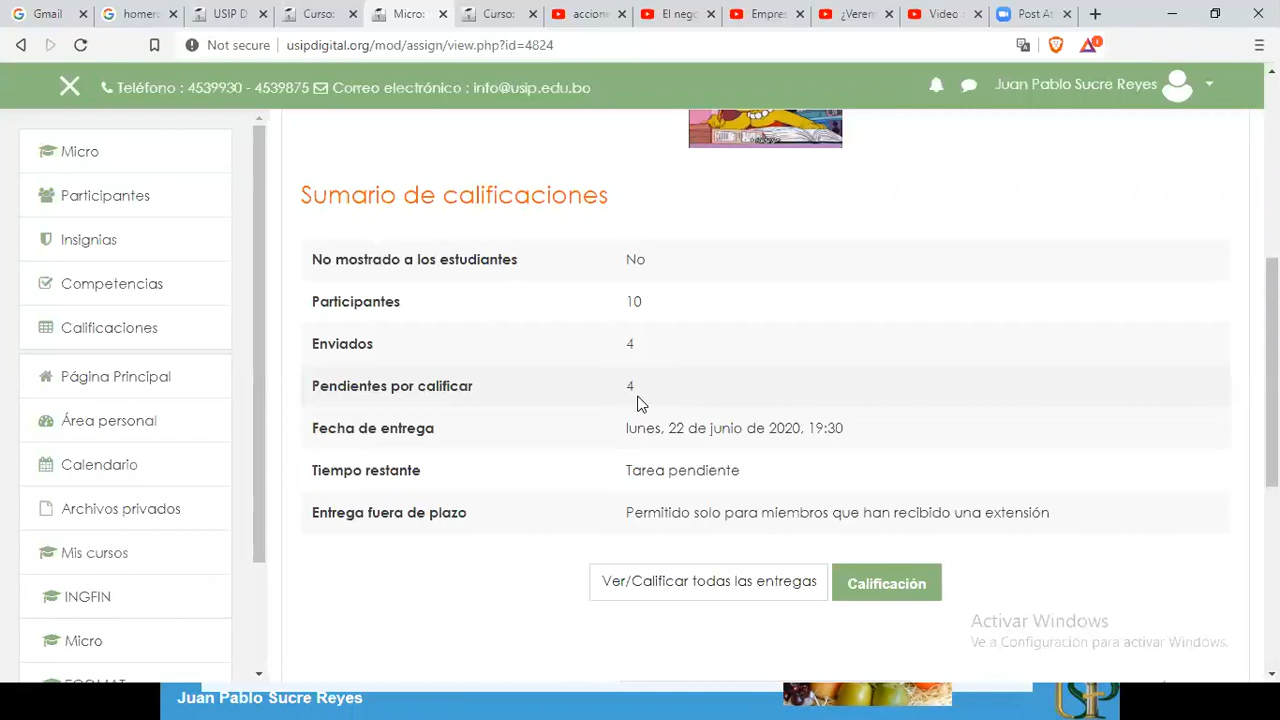 Gmail
homer
USIP D
Curso:
Micro:
Curso:
accione
El nego
Empres
¿Verem
Video
Post At
Not secure
usipdigital.org/mod/assign/view.php?id=4824
1
Teléfono : 4539930 - 4539875 Correo electrónico : info@usip.edu.bo
Juan Pablo Sucre Reyes
Micro
Participantes
Insignias
Competencias
Calificaciones
Página Principal
Área personal
Calendario
Archivos privados
Mis cursos
INGFIN
Micro
Sumario de calificaciones
No mostrado a los estudiantes No
Participantes 10
Enviados 4
Pendientes por calificar 4
Fecha de entrega lunes, 22 de junio de 2020, 19:30
Tiempo restante Tarea pendiente
Entrega fuera de plazo Permitido solo para miembros que han recibido una extensión
Ver/Calificar todas las entregas
Calificación
Activar Windows
Ve a Configuración para activar Windows.
Juan Pablo Sucre Reyes